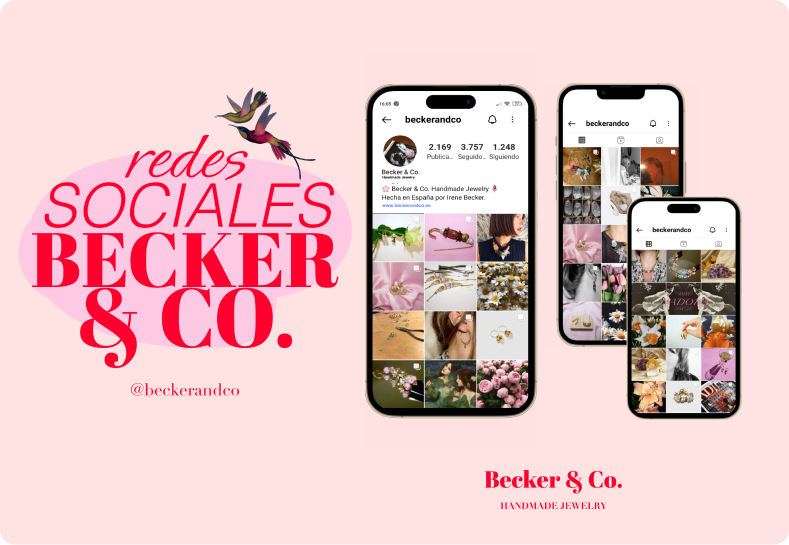 redes
SOCIALES
BECKER
& CO.
@beckerandco
16:05
beckerandco
2.169 3.757 1.248
Publica... Seguido... Siguiendo
Becker & Co.
Handmade Jewelry
Becker & Co. Handmade Jewelry
Hecha en España por Irene Becker.
www.beckerandco.es
beckerandco
beckerandco
Becker & Co.
HANDMADE JEWELRY